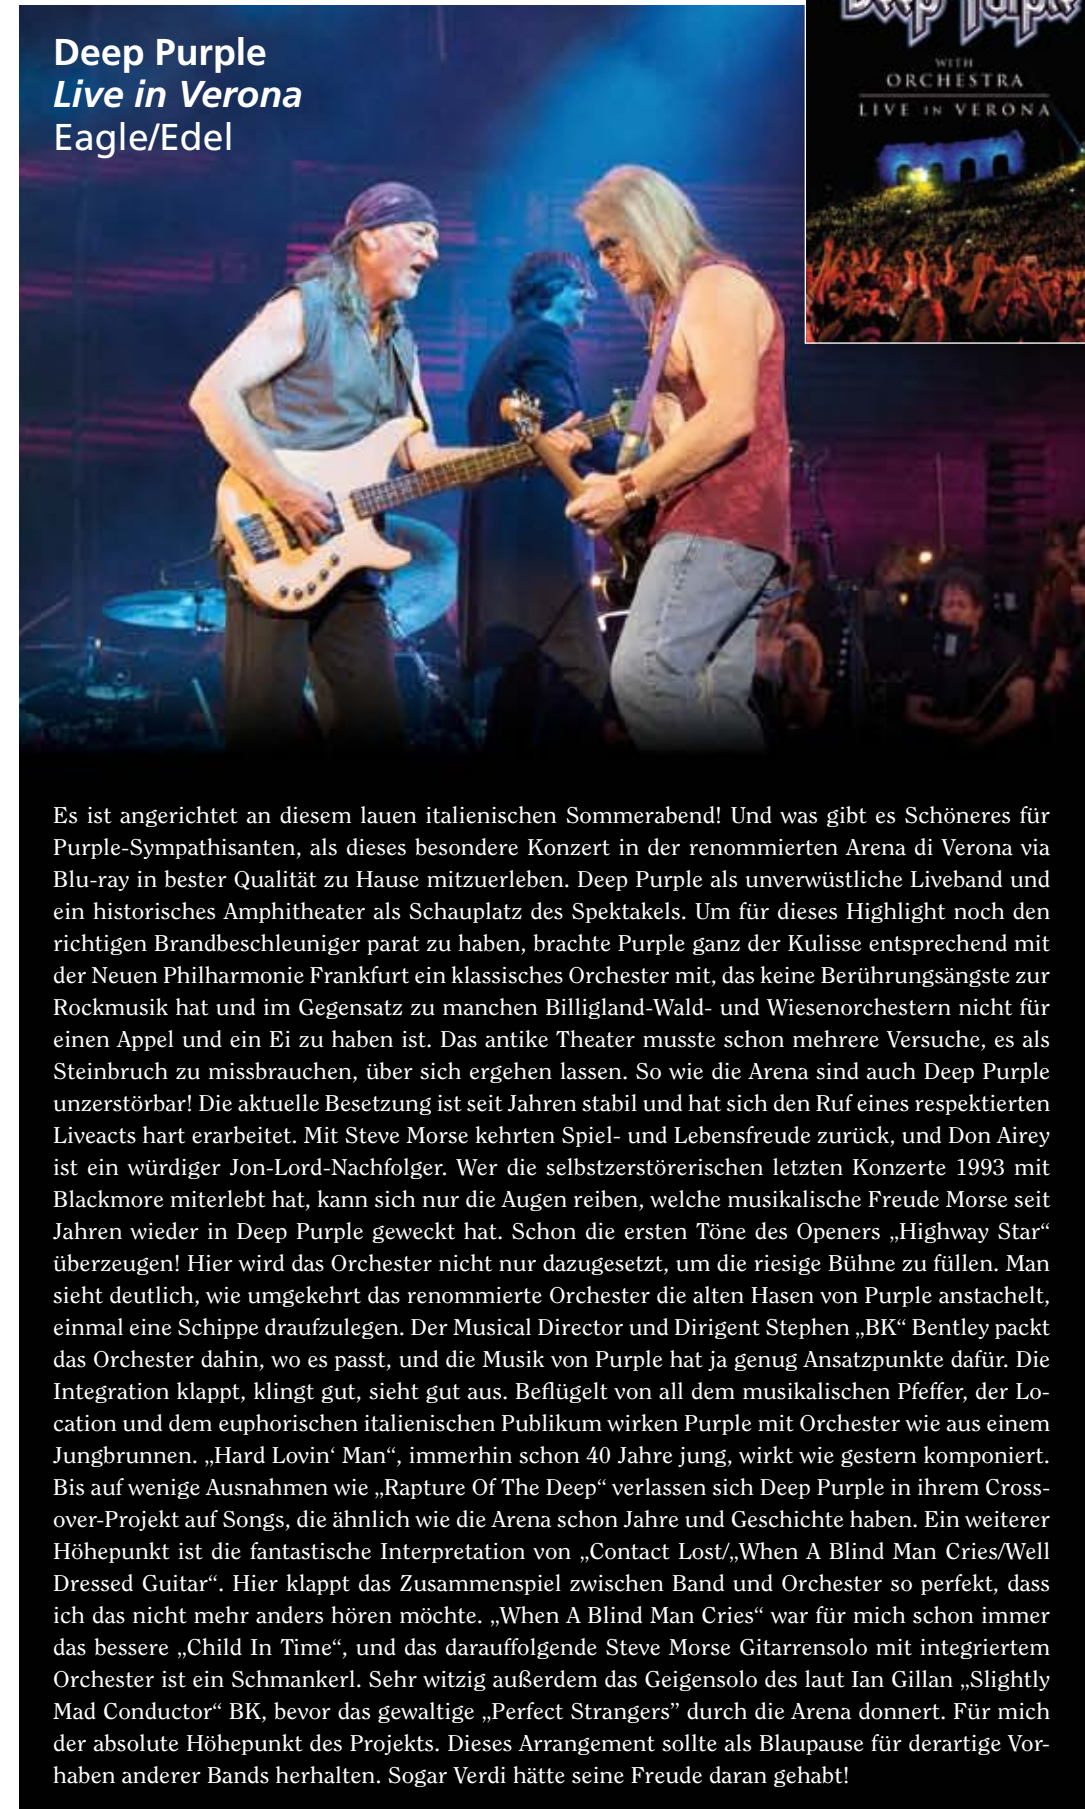 Deep Purple
Live in Verona
Eagle/Edel
Deep Purple
WITH
ORCHESTRA
LIVE IN VERONA
Es ist angerichtet an diesem lauen italienischen Sommerabend! Und was gibt es Schöneres für
Purple-Sympathisanten, als dieses besondere Konzert in der renommierten Arena di Verona via
Blu-ray in bester Qualität zu Hause mitzuerleben. Deep Purple als unverwüstliche Liveband und
ein historisches Amphitheater als Schauplatz des Spektakels. Um für dieses Highlight noch den
richtigen Brandbeschleuniger parat zu haben, brachte Purple ganz der Kulisse entsprechend mit
der Neuen Philharmonie Frankfurt ein klassisches Orchester mit, das keine Berührungsängste zur
Rockmusik hat und im Gegensatz zu manchen Billigland-Wald- und Wiesenorchestern nicht für
einen Appel und ein Ei zu haben ist. Das antike Theater musste schon mehrere Versuche, es als
Steinbruch zu missbrauchen, über sich ergehen lassen. So wie die Arena sind auch Deep Purple
unzerstörbar! Die aktuelle Besetzung ist seit Jahren stabil und hat sich den Ruf eines respektierten
Liveacts hart erarbeitet. Mit Steve Morse kehrten Spiel- und Lebensfreude zurück, und Don Airey
ist ein würdiger Jon-Lord-Nachfolger. Wer die selbstzerstörerischen letzten Konzerte 1993 mit
Blackmore miterlebt hat, kann sich nur die Augen reiben, welche musikalische Freude Morse seit
Jahren wieder in Deep Purple geweckt hat. Schon die ersten Töne des Openers „Highway Star“
überzeugen! Hier wird das Orchester nicht nur dazugesetzt, um die riesige Bühne zu füllen. Man
sieht deutlich, wie umgekehrt das renommierte Orchester die alten Hasen von Purple anstachelt,
einmal eine Schippe draufzulegen. Der Musical Director und Dirigent Stephen „BK“ Bentley packt
das Orchester dahin, wo es passt, und die Musik von Purple hat ja genug Ansatzpunkte dafür. Die
Integration klappt, klingt gut, sieht gut aus. Beflügelt von all dem musikalischen Pfeffer, der Lo-
cation und dem euphorischen italienischen Publikum wirken Purple mit Orchester wie aus einem
Jungbrunnen. „Hard Lovin‘ Man“, immerhin schon 40 Jahre jung, wirkt wie gestern komponiert.
Bis auf wenige Ausnahmen wie „Rapture Of The Deep“ verlassen sich Deep Purple in ihrem Cross-
over-Projekt auf Songs, die ähnlich wie die Arena schon Jahre und Geschichte haben. Ein weiterer
Höhepunkt ist die fantastische Interpretation von „Contact Lost/„When A Blind Man Cries/Well
Dressed Guitar“. Hier klappt das Zusammenspiel zwischen Band und Orchester so perfekt, dass
ich das nicht mehr anders hören möchte. „When A Blind Man Cries“ war für mich schon immer
das bessere „Child In Time“, und das darauffolgende Steve Morse Gitarrensolo mit integriertem
Orchester ist ein Schmankerl. Sehr witzig außerdem das Geigensolo des laut Ian Gillan „Slightly
Mad Conductor“ BK, bevor das gewaltige „Perfect Strangers” durch die Arena donnert. Für mich
der absolute Höhepunkt des Projekts. Dieses Arrangement sollte als Blaupause für derartige Vor-
haben anderer Bands herhalten. Sogar Verdi hätte seine Freude daran gehabt!